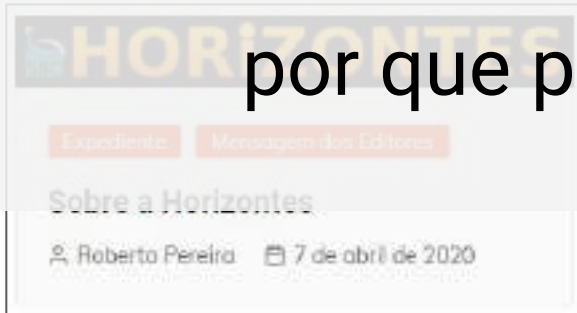 HORiZONTES
por que p
Expediente Mensagem dos Editores
Sobre a Horizontes
Roberto Pereira 7 de abril de 2020